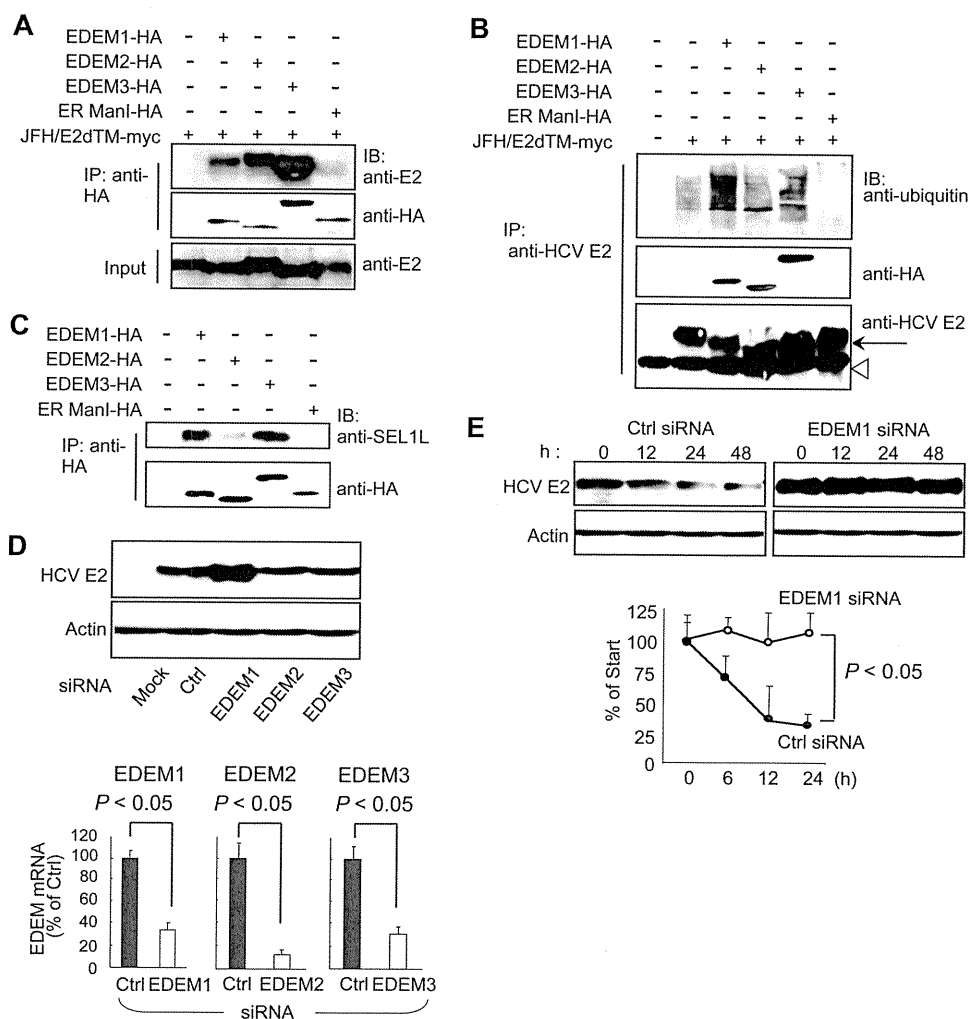 A
EDEM1-HA - + - - -
EDEM2-HA - - + - -
EDEM3-HA - - - + -
ER ManI-HA - - - - +
JFH/E2dTM-myc + + + + +
IP: anti-HA
IB: anti-E2
anti-HA
Input
anti-E2
B
EDEM1-HA - - + - - -
EDEM2-HA - - - + - -
EDEM3-HA - - - - + -
ER ManI-HA - - - - - +
JFH/E2dTM-myc - + + + + +
IP: anti-HCV E2
IB: anti-ubiquitin
anti-HA
anti-HCV E2
C
EDEM1-HA - + - - -
EDEM2-HA - - + - -
EDEM3-HA - - - + -
ER ManI-HA - - - - +
IP: anti-HA
IB: anti-SEL1L
anti-HA
D
HCV E2
Actin
siRNA Mock Ctrl EDEM1 EDEM2 EDEM3
EDEM1 EDEM2 EDEM3
P < 0.05 P < 0.05 P < 0.05
EDEM mRNA (% of Ctrl)
120
100
80
60
40
20
0
Ctrl EDEM1 Ctrl EDEM2 Ctrl EDEM3
siRNA
E
Ctrl siRNA EDEM1 siRNA
h : 0 12 24 48 0 12 24 48
HCV E2
Actin
% of Start
125
100
75
50
25
0
EDEM1 siRNA
P < 0.05
Ctrl siRNA
0 6 12 24 (h)